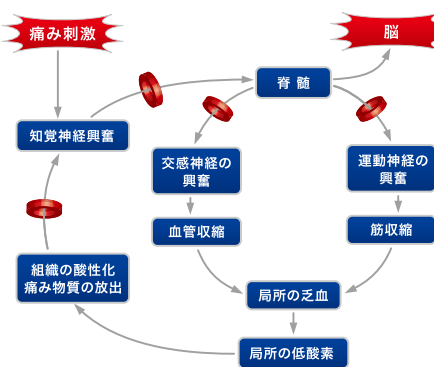 痛み刺激
脳
脊髄
知覚神経興奮
交感神経の
興奮
運動神経の
興奮
血管収縮
筋収縮
組織の酸性化
痛み物質の放出
局所の乏血
局所の低酸素